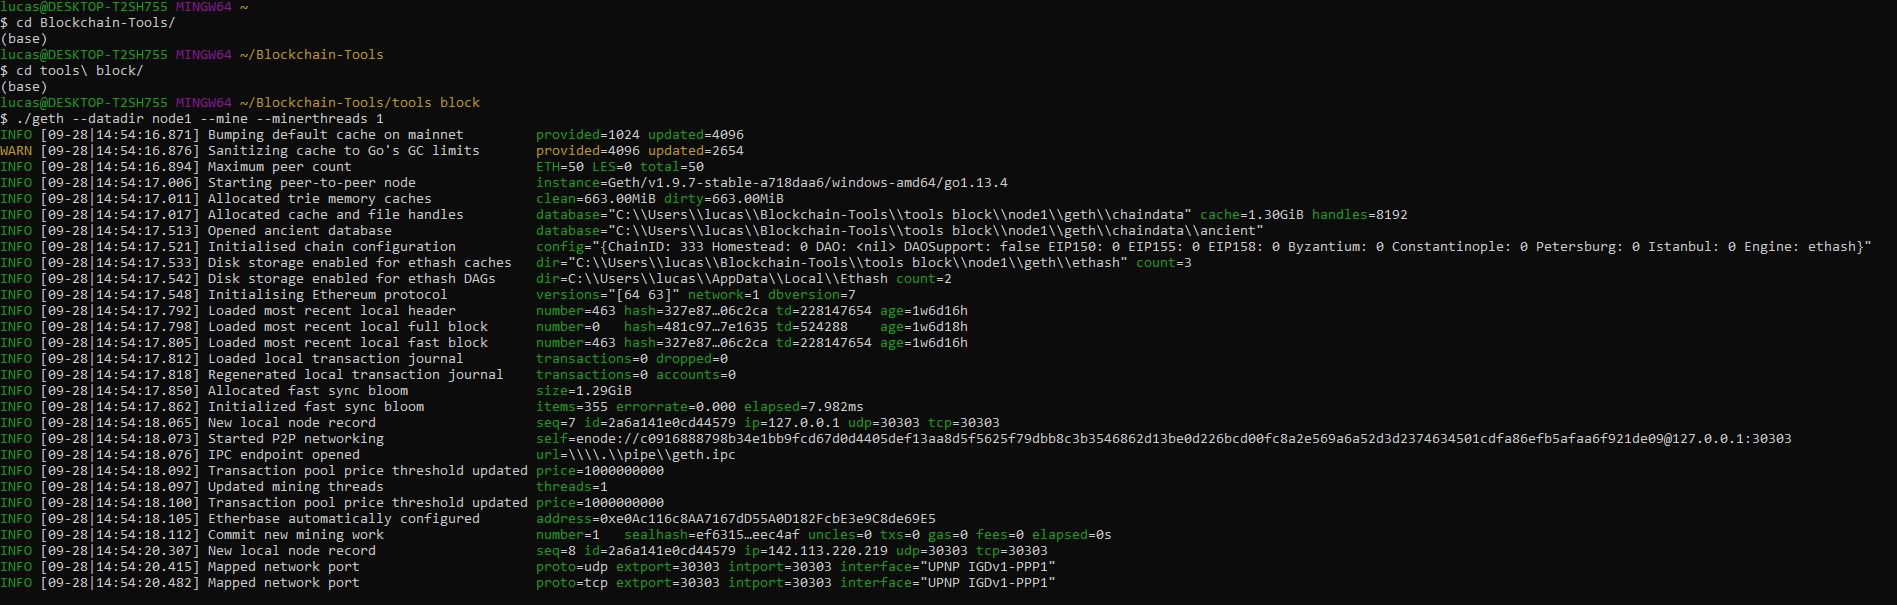 lucas@DESKTOP-T2SH755 MINGW64 ~
$ cd Blockchain-Tools/
(base)
lucas@DESKTOP-T2SH755 MINGW64 ~/Blockchain-Tools
$ cd tools\ block/
(base)
lucas@DESKTOP-T2SH755 MINGW64 ~/Blockchain-Tools/tools block
$ ./geth --datadir node1 --mine --minerthreads 1
INFO [09-28|14:54:16.871] Bumping default cache on mainnet provided=1024 updated=4096
WARN [09-28|14:54:16.876] Sanitizing cache to Go's GC limits provided=4096 updated=2654
INFO [09-28|14:54:16.894] Maximum peer count ETH=50 LES=0 total=50
INFO [09-28|14:54:17.006] Starting peer-to-peer node instance=Geth/v1.9.7-stable-a718daa6/windows-amd64/go1.13.4
INFO [09-28|14:54:17.011] Allocated trie memory caches clean=663.00MiB dirty=663.00MiB
INFO [09-28|14:54:17.017] Allocated cache and file handles database="C:\\Users\\lucas\\Blockchain-Tools\\tools block\\node1\\geth\\chaindata" cache=1.30GiB handles=8192
INFO [09-28|14:54:17.513] Opened ancient database database="C:\\Users\\lucas\\Blockchain-Tools\\tools block\\node1\\geth\\chaindata\\ancient"
INFO [09-28|14:54:17.521] Initialised chain configuration config="{ChainID: 333 Homestead: 0 DAO: <nil> DAOSupport: false EIP150: 0 EIP155: 0 EIP158: 0 Byzantium: 0 Constantinople: 0 Petersburg: 0 Istanbul: 0 Engine: ethash}"
INFO [09-28|14:54:17.533] Disk storage enabled for ethash caches dir="C:\\Users\\lucas\\Blockchain-Tools\\tools block\\node1\\geth\\ethash" count=3
INFO [09-28|14:54:17.542] Disk storage enabled for ethash DAGs dir=C:\\Users\\lucas\\AppData\\Local\\Ethash count=2
INFO [09-28|14:54:17.548] Initialising Ethereum protocol versions="[64 63]" network=1 dbversion=7
INFO [09-28|14:54:17.792] Loaded most recent local header number=463 hash=327e87…06c2ca td=228147654 age=1w6d16h
INFO [09-28|14:54:17.798] Loaded most recent local full block number=0 hash=481c97…7e1635 td=524288 age=1w6d18h
INFO [09-28|14:54:17.805] Loaded most recent local fast block number=463 hash=327e87…06c2ca td=228147654 age=1w6d16h
INFO [09-28|14:54:17.812] Loaded local transaction journal transactions=0 dropped=0
INFO [09-28|14:54:17.818] Regenerated local transaction journal transactions=0 accounts=0
INFO [09-28|14:54:17.850] Allocated fast sync bloom size=1.29GiB
INFO [09-28|14:54:17.862] Initialized fast sync bloom items=355 errorrate=0.000 elapsed=7.982ms
INFO [09-28|14:54:18.065] New local node record seq=7 id=2a6a141e0cd44579 ip=127.0.0.1 udp=30303 tcp=30303
INFO [09-28|14:54:18.073] Started P2P networking self=enode://c0916888798b34e1bb9fcd67d0d4405def13aa8d5f5625f79dbb8c3b3546862d13be0d226bcd00fc8a2e569a6a52d3d2374634501cdfa86efb5afaa6f921de09@127.0.0.1:30303
INFO [09-28|14:54:18.076] IPC endpoint opened url=\\\\.\\pipe\\geth.ipc
INFO [09-28|14:54:18.092] Transaction pool price threshold updated price=1000000000
INFO [09-28|14:54:18.097] Updated mining threads threads=1
INFO [09-28|14:54:18.100] Transaction pool price threshold updated price=1000000000
INFO [09-28|14:54:18.105] Etherbase automatically configured address=0xe0Ac116c8AA7167dD55A0D182FcbE3e9C8de69E5
INFO [09-28|14:54:18.112] Commit new mining work number=1 sealhash=ef6315…eec4af uncles=0 txs=0 gas=0 fees=0 elapsed=0s
INFO [09-28|14:54:20.307] New local node record seq=8 id=2a6a141e0cd44579 ip=142.113.220.219 udp=30303 tcp=30303
INFO [09-28|14:54:20.415] Mapped network port proto=udp extport=30303 intport=30303 interface="UPNP IGDv1-PPP1"
INFO [09-28|14:54:20.482] Mapped network port proto=tcp extport=30303 intport=30303 interface="UPNP IGDv1-PPP1"